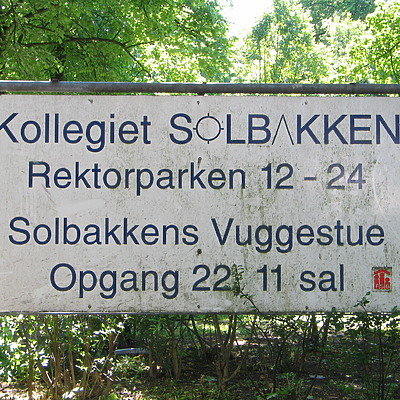 Kollegiet SOLBAKKEN
Rektorparken 12 - 24
Solbakkens Vuggestue
Opgang 22, 11 sal